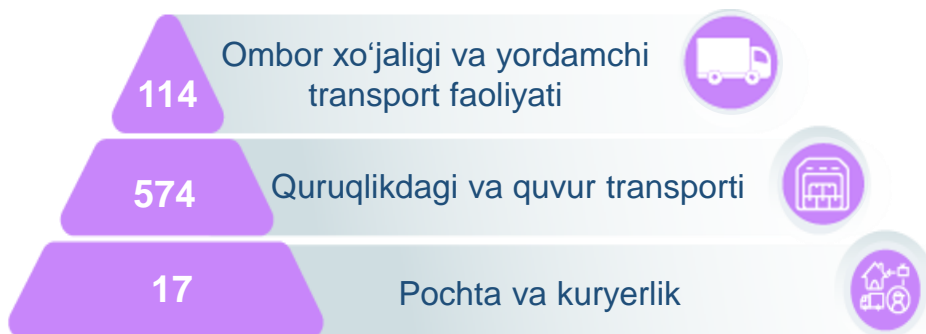 114
Ombor xo‘jaligi va yordamchi
transport faoliyati
574
Quruqlikdagi va quvur transporti
17
Pochta va kuryerlik